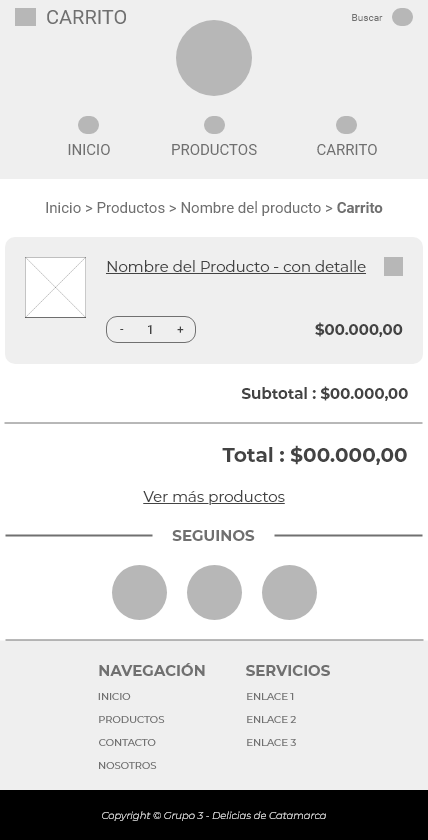 CARRITO
Buscar
INICIO PRODUCTOS CARRITO
Inicio > Productos > Nombre del producto > Carrito
Nombre del Producto - con detalle
- 1 +
$00.000,00
Subtotal : $00.000,00
Total : $00.000,00
Ver más productos
SEGUINOS
NAVEGACIÓN
INICIO
PRODUCTOS
CONTACTO
NOSOTROS
SERVICIOS
ENLACE 1
ENLACE 2
ENLACE 3
Copyright © Grupo 3 - Delicias de Catamarca